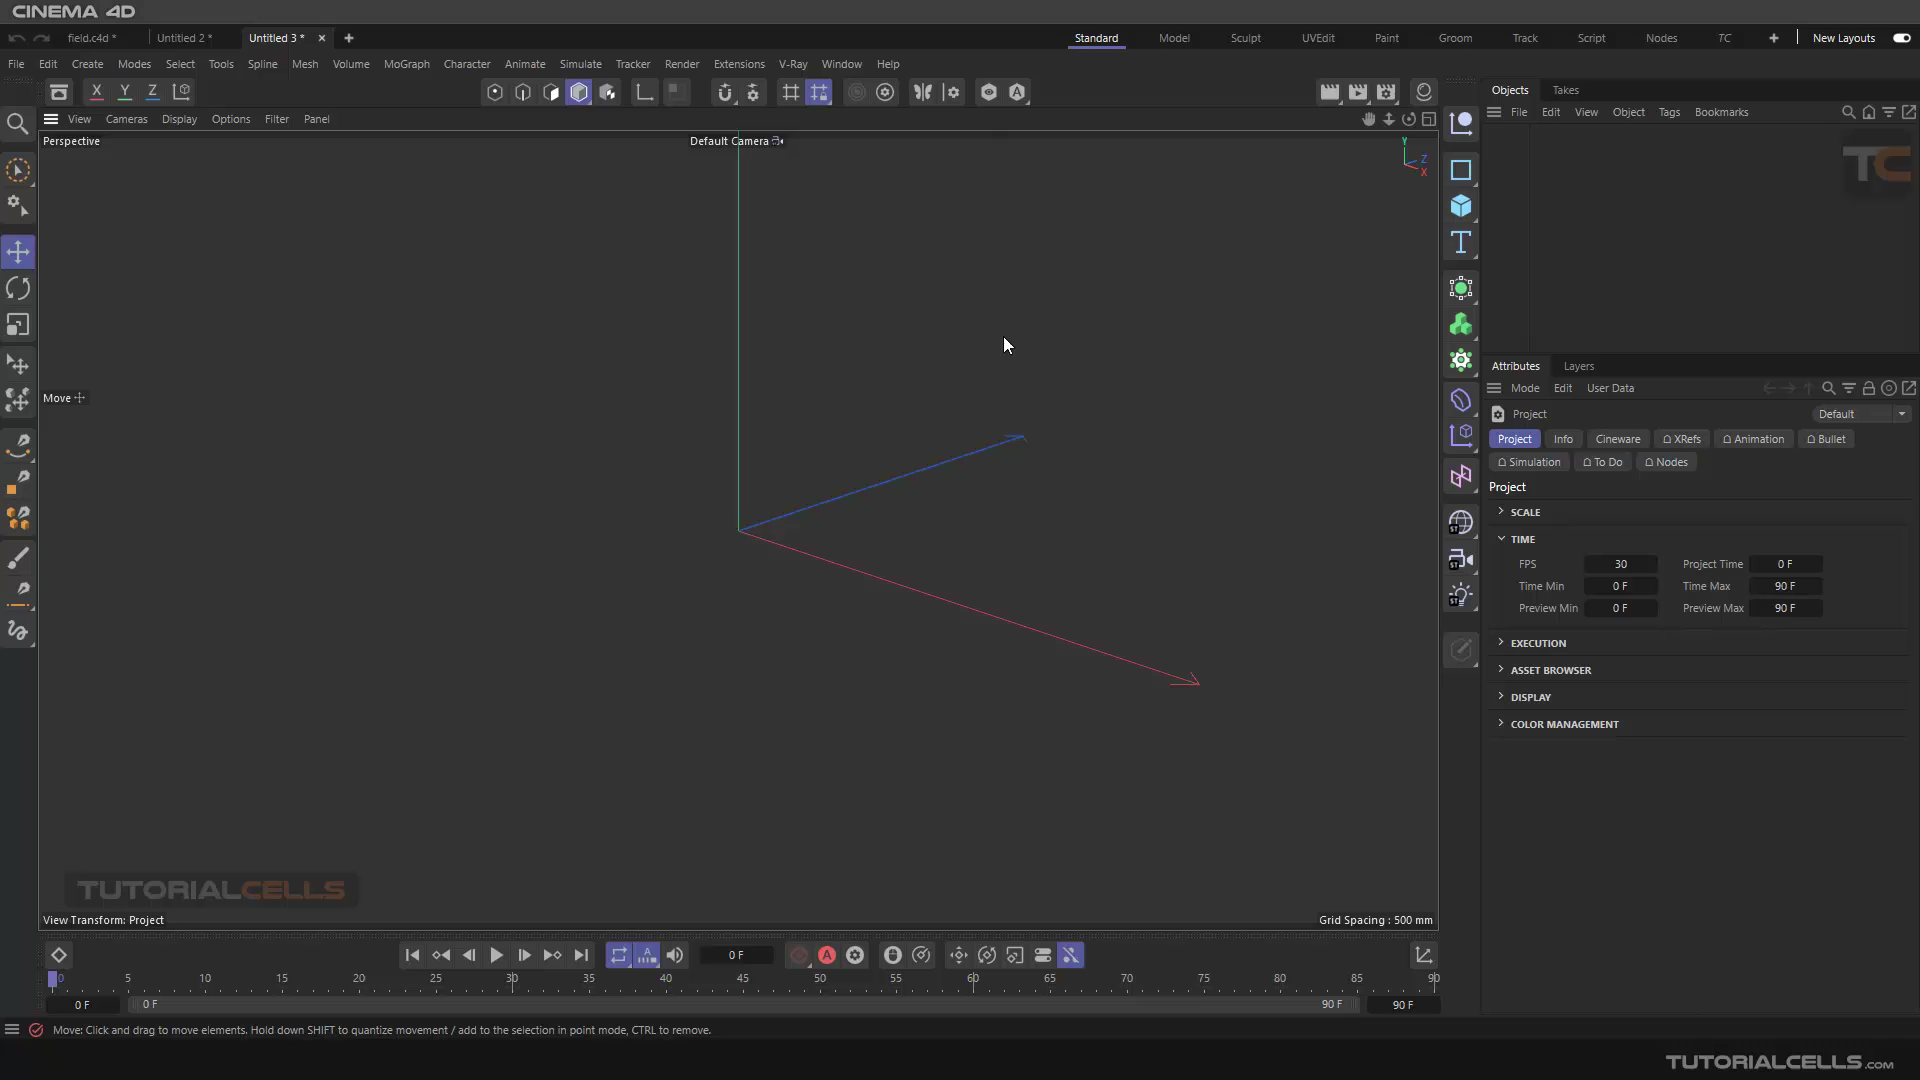 CINEMA 4D
field.c4d *
Untitled 2 *
Untitled 3 *
Standard
Model
Sculpt
UVEdit
Paint
Groom
Track
Script
Nodes
TC
New Layouts
File Edit Create Modes Select Tools Spline Mesh Volume MoGraph Character Animate Simulate Tracker Render Extensions V-Ray Window Help
X Y Z
A
Objects Takes
File Edit View Object Tags Bookmarks
View Cameras Display Options Filter Panel
Perspective
Default Camera
Y
Z
X
TC
Move
Attributes Layers
Mode Edit User Data
Project
Default
Project Info Cineware XRefs Animation Bullet
Simulation To Do Nodes
Project
SCALE
TIME
FPS 30 Project Time 0 F
Time Min 0 F Time Max 90 F
Preview Min 0 F Preview Max 90 F
EXECUTION
ASSET BROWSER
DISPLAY
COLOR MANAGEMENT
ST
ST
ST
TUTORIALCELLS
View Transform: Project
Grid Spacing : 500 mm
0 F
A
A
0 5 10 15 20 25 30 35 40 45 50 55 60 65 70 75 80 85 90
0 F
0 F
90 F
90 F
Move: Click and drag to move elements. Hold down SHIFT to quantize movement / add to the selection in point mode, CTRL to remove.
TUTORIALCELLS.COM